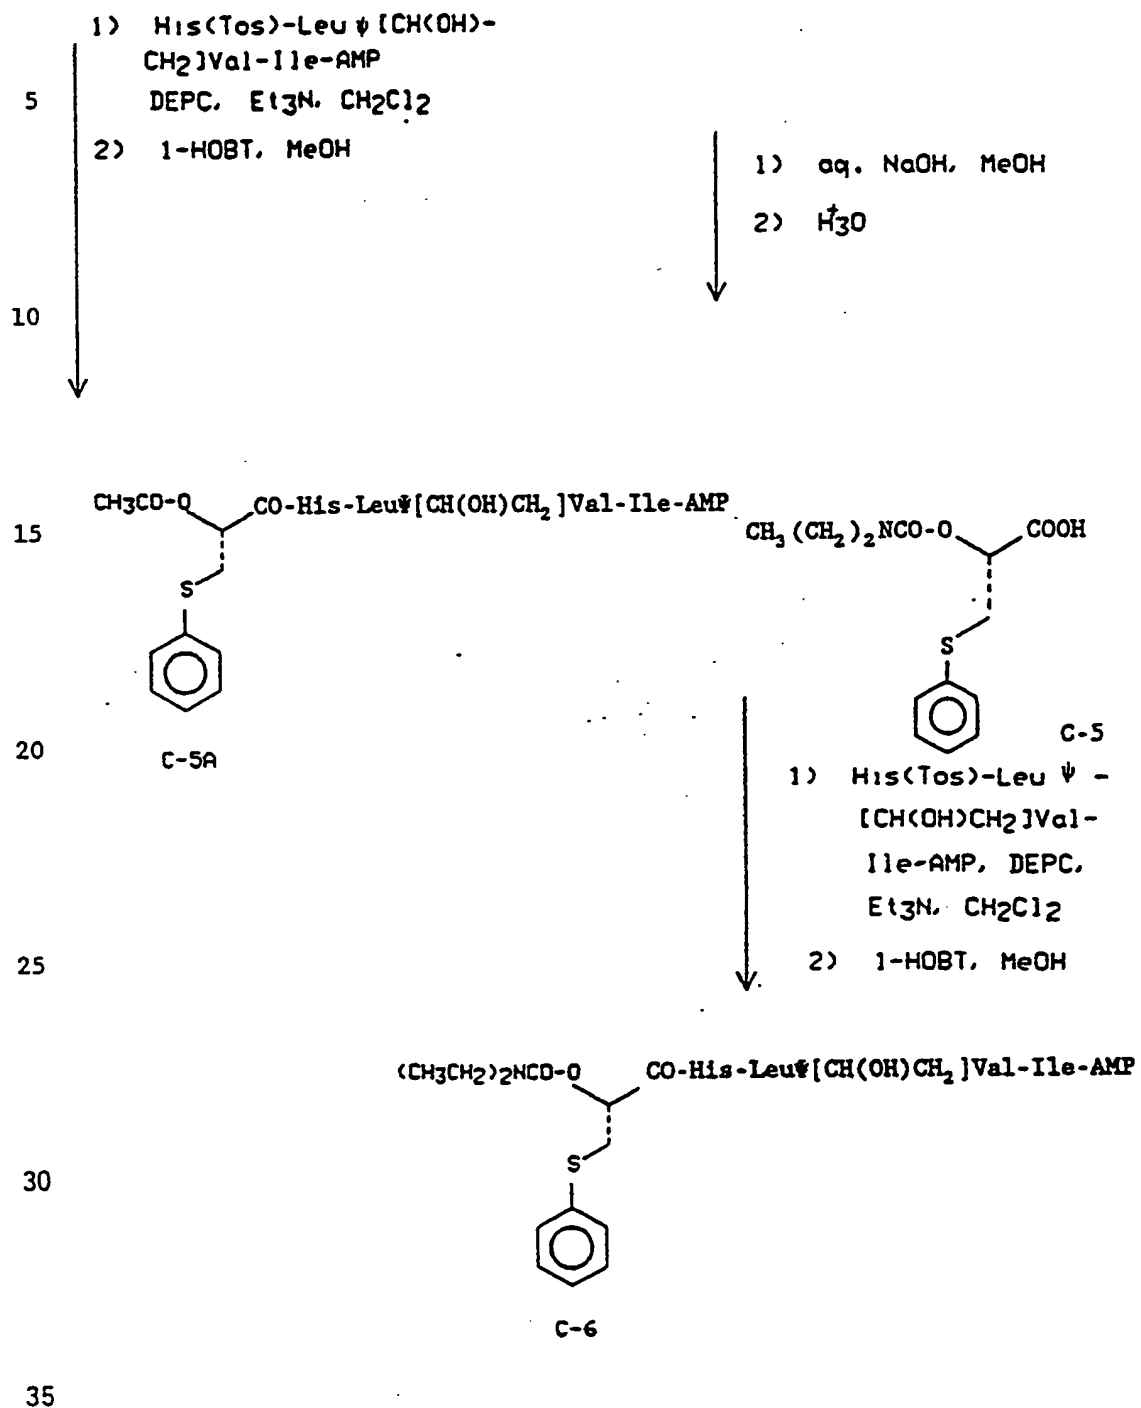 1) His(Tos)-Leu ψ [CH(OH)-
CH2]Val-Ile-AMP
5
DEPC, Et3N, CH2Cl2
2) 1-HOBT, MeOH
1) aq. NaOH, MeOH
2) H3+O
10
CH3CO-O
CO-His-LeuΨ[CH(OH)CH2]Val-Ile-AMP
15
CH3(CH2)2NCO-O
COOH
S
S
C-5
20
C-5A
1) His(Tos)-Leu ψ -
[CH(OH)CH2]Val-
Ile-AMP, DEPC,
Et3N, CH2Cl2
25
2) 1-HOBT, MeOH
(CH3CH2)2NCO-O
CO-His-LeuΨ[CH(OH)CH2]Val-Ile-AMP
S
30
C-6
35